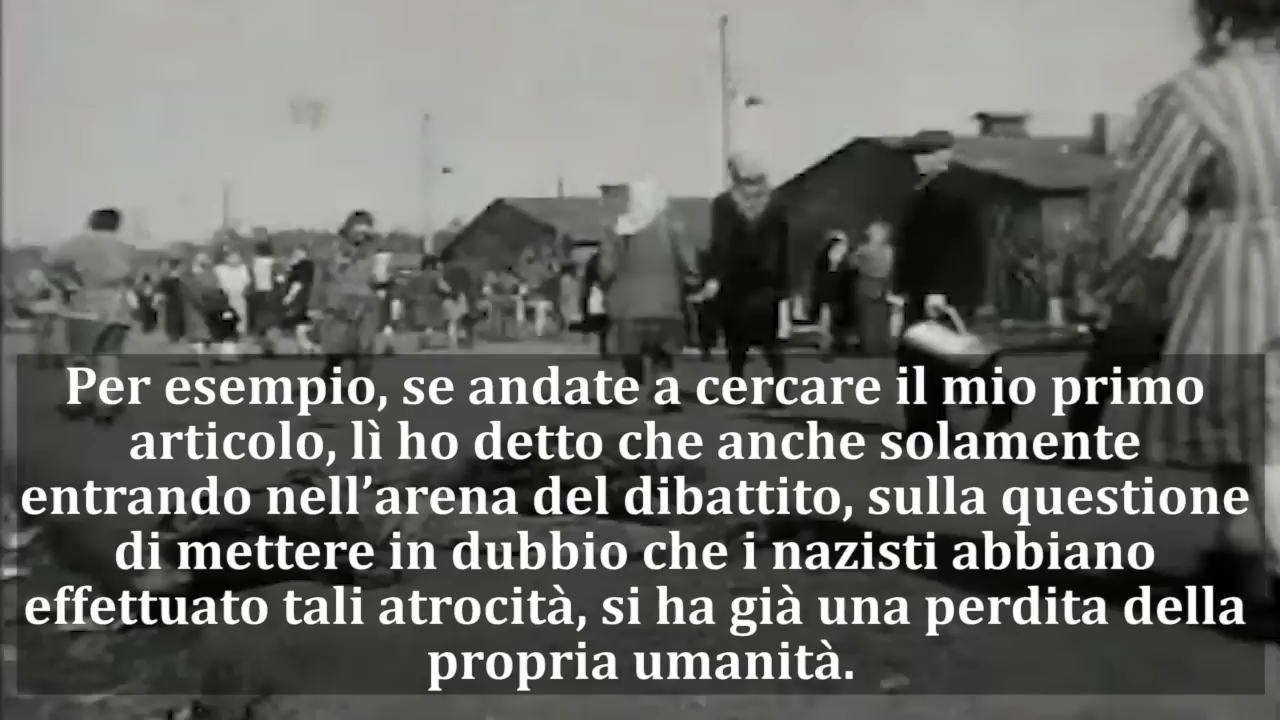 Per esempio, se andate a cercare il mio primo
articolo, lì ho detto che anche solamente
entrando nell’arena del dibattito, sulla questione
di mettere in dubbio che i nazisti abbiano
effettuato tali atrocità, si ha già una perdita della
propria umanità.